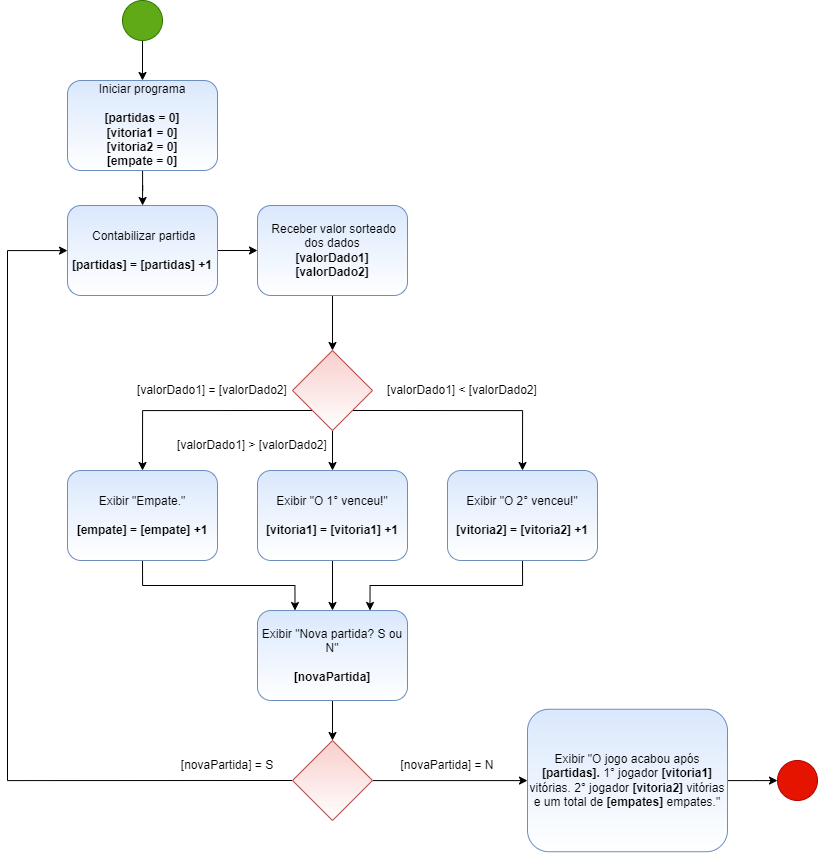 Iniciar programa
[partidas = 0]
[vitoria1 = 0]
[vitoria2 = 0]
[empate = 0]
Contabilizar partida
[partidas] = [partidas] +1
Receber valor sorteado
dos dados
[valorDado1]
[valorDado2]
[valorDado1] = [valorDado2]
[valorDado1] < [valorDado2]
[valorDado1] > [valorDado2]
Exibir "Empate."
[empate] = [empate] +1
Exibir "O 1° venceu!"
[vitoria1] = [vitoria1] +1
Exibir "O 2° venceu!"
[vitoria2] = [vitoria2] +1
Exibir "Nova partida? S ou
N"
[novaPartida]
[novaPartida] = S
[novaPartida] = N
Exibir "O jogo acabou após
[partidas]. 1° jogador [vitoria1]
vitórias. 2° jogador [vitoria2] vitórias
e um total de [empates] empates."